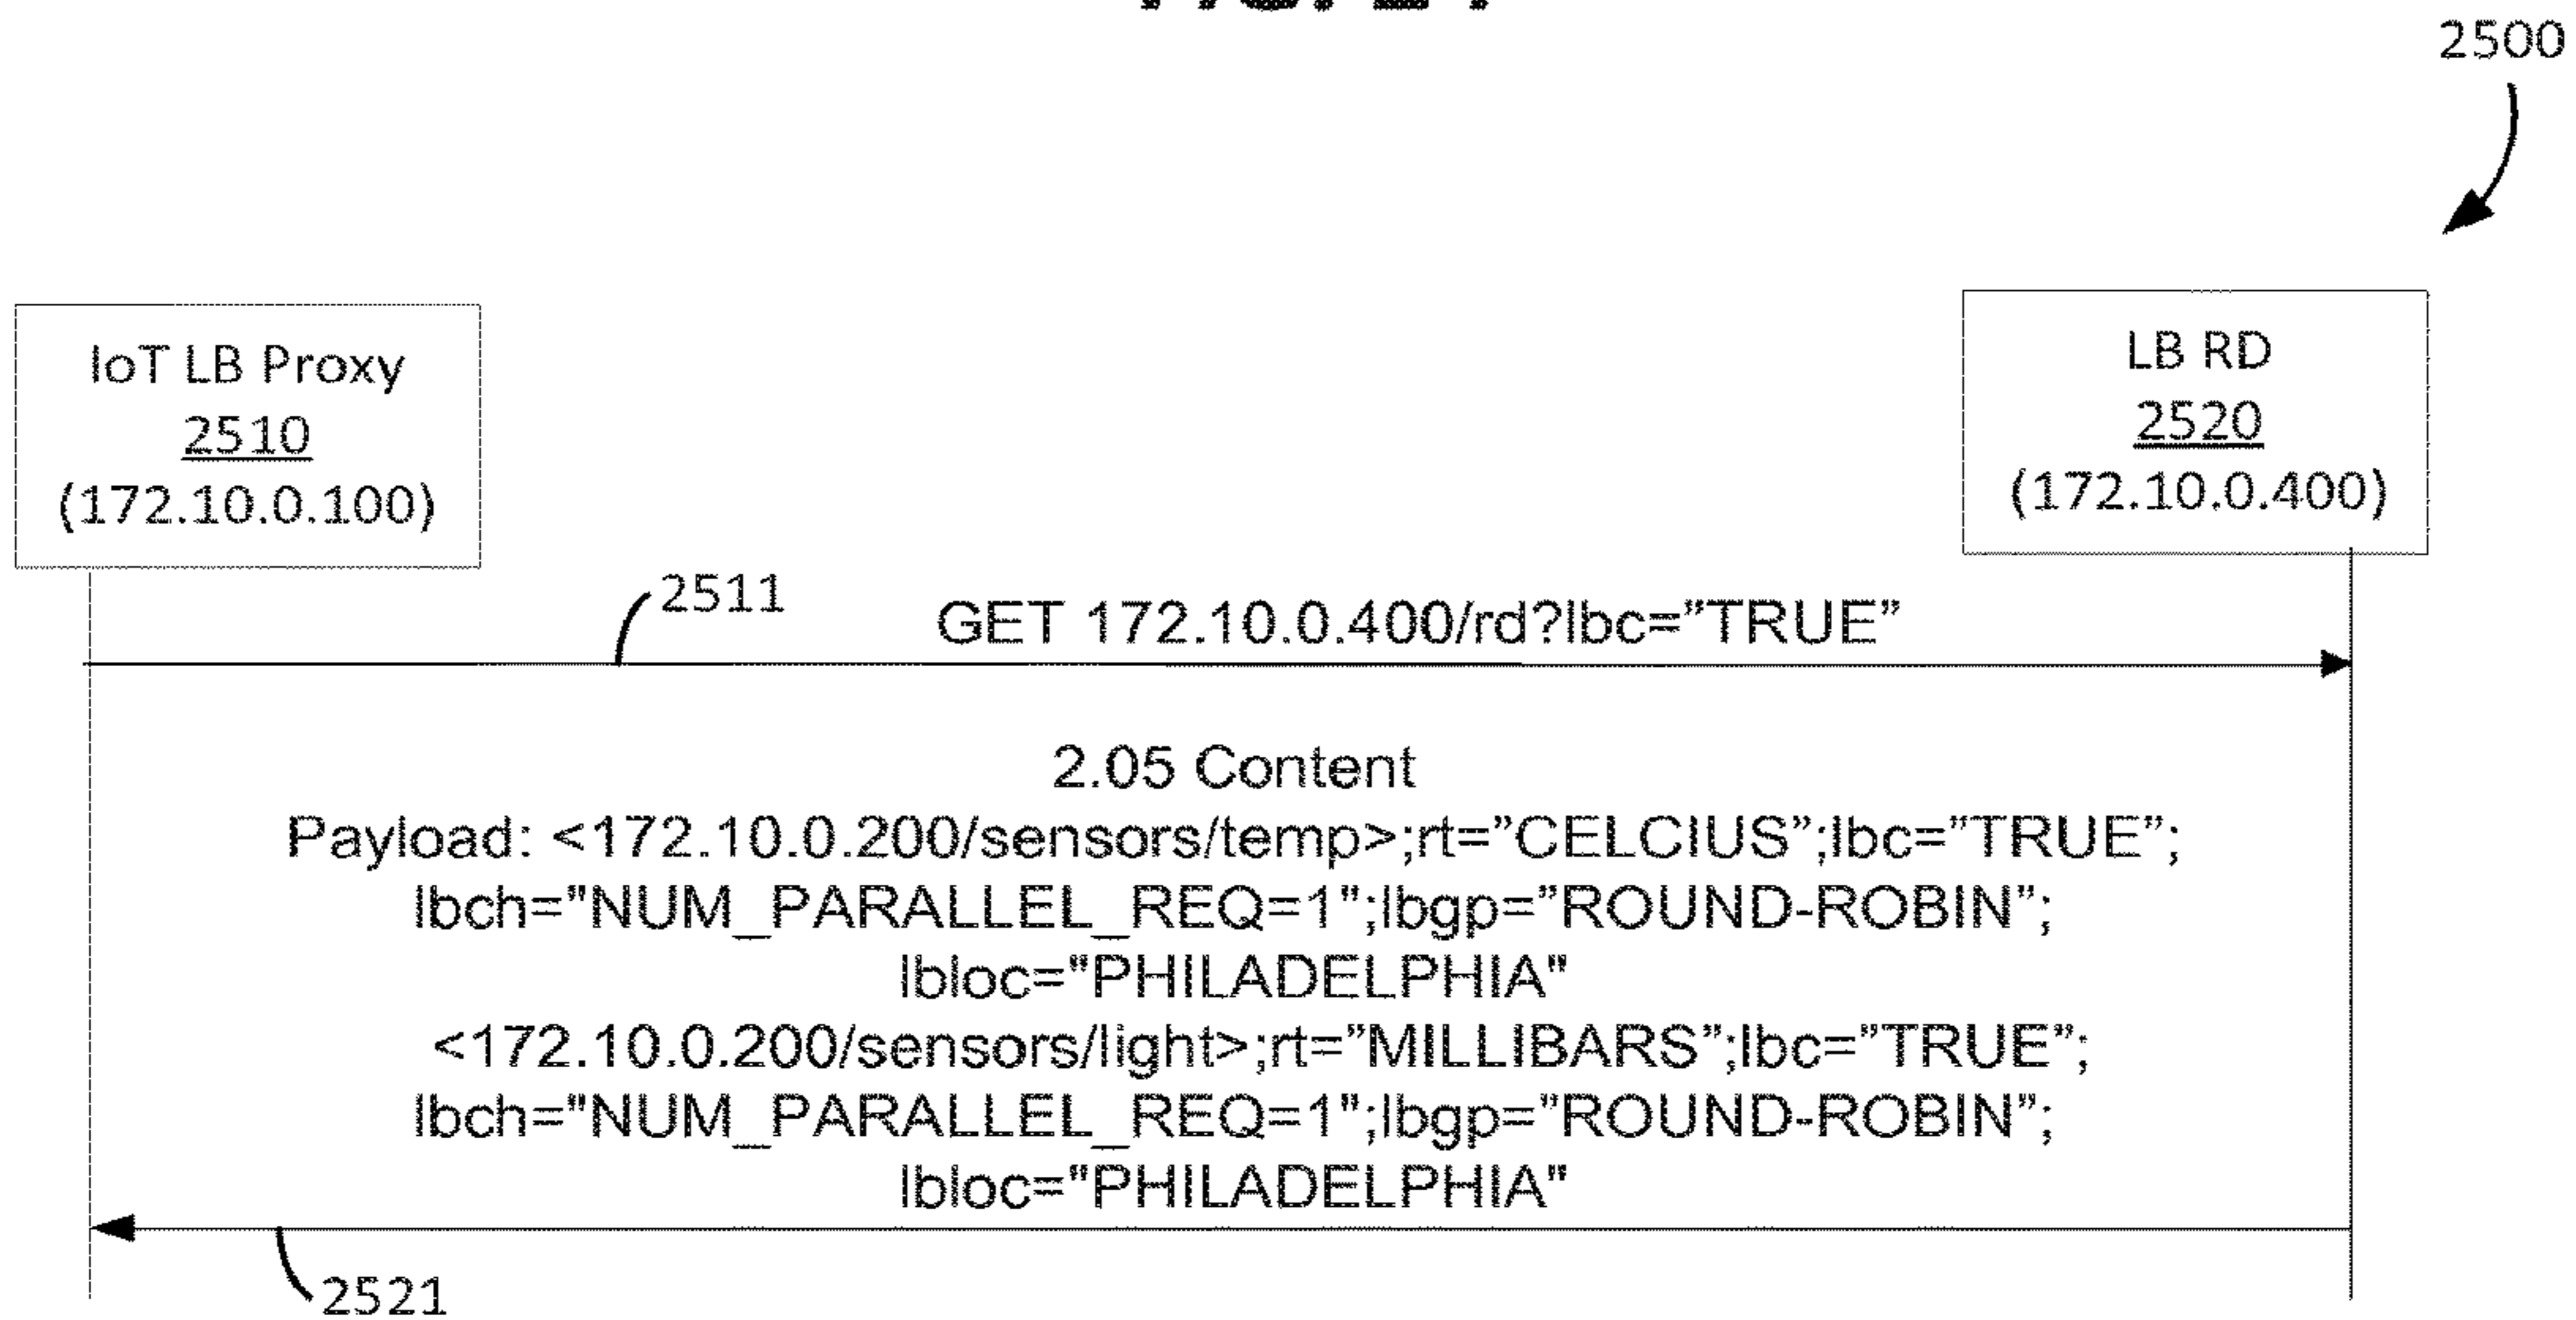 2500
IoT LB Proxy
2510
(172.10.0.100)
LB RD
2520
(172.10.0.400)
2511
GET 172.10.0.400/rd?lbc=”TRUE”
2.05 Content
Payload: <172.10.0.200/sensors/temp>;rt=”CELCIUS”;lbc=”TRUE”;
lbch="NUM_PARALLEL_REQ=1";lbgp=”ROUND-ROBIN”;
lbloc="PHILADELPHIA"
<172.10.0.200/sensors/light>;rt=”MILLIBARS”;lbc=”TRUE”;
lbch="NUM_PARALLEL_REQ=1";lbgp=”ROUND-ROBIN”;
lbloc="PHILADELPHIA"
2521